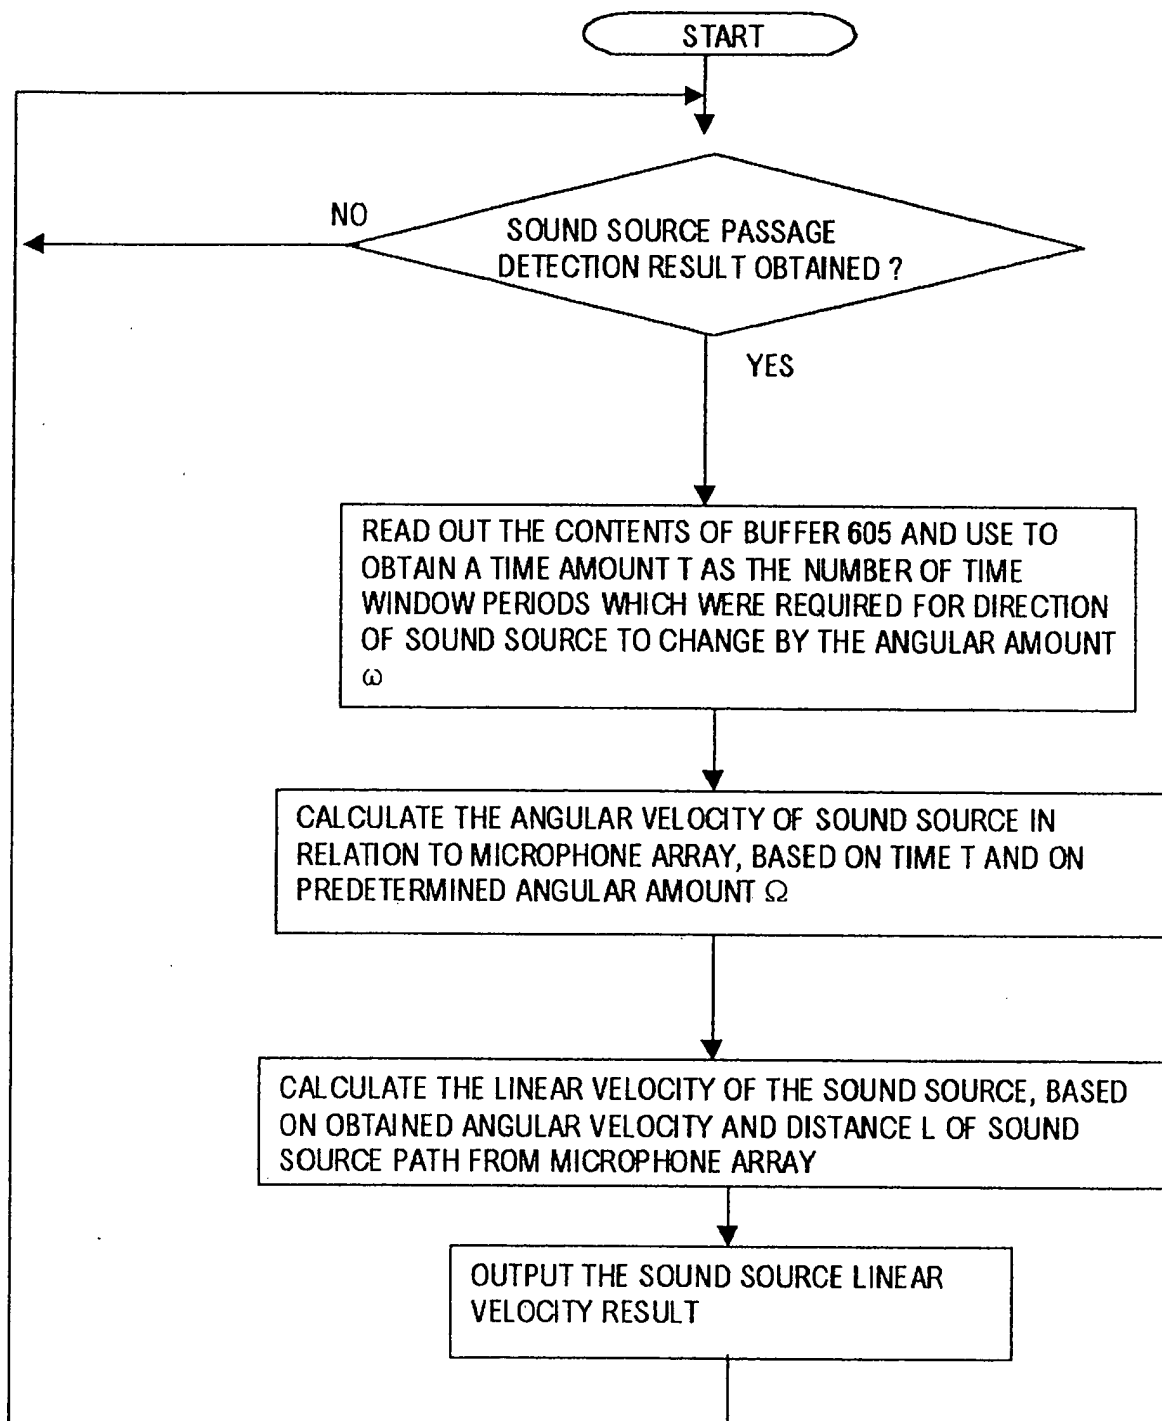 START
NO
SOUND SOURCE PASSAGE
DETECTION RESULT OBTAINED ?
YES
READ OUT THE CONTENTS OF BUFFER 605 AND USE TO
OBTAIN A TIME AMOUNT T AS THE NUMBER OF TIME
WINDOW PERIODS WHICH WERE REQUIRED FOR DIRECTION
OF SOUND SOURCE TO CHANGE BY THE ANGULAR AMOUNT
ω
CALCULATE THE ANGULAR VELOCITY OF SOUND SOURCE IN
RELATION TO MICROPHONE ARRAY, BASED ON TIME T AND ON
PREDETERMINED ANGULAR AMOUNT Ω
CALCULATE THE LINEAR VELOCITY OF THE SOUND SOURCE, BASED
ON OBTAINED ANGULAR VELOCITY AND DISTANCE L OF SOUND
SOURCE PATH FROM MICROPHONE ARRAY
OUTPUT THE SOUND SOURCE LINEAR
VELOCITY RESULT